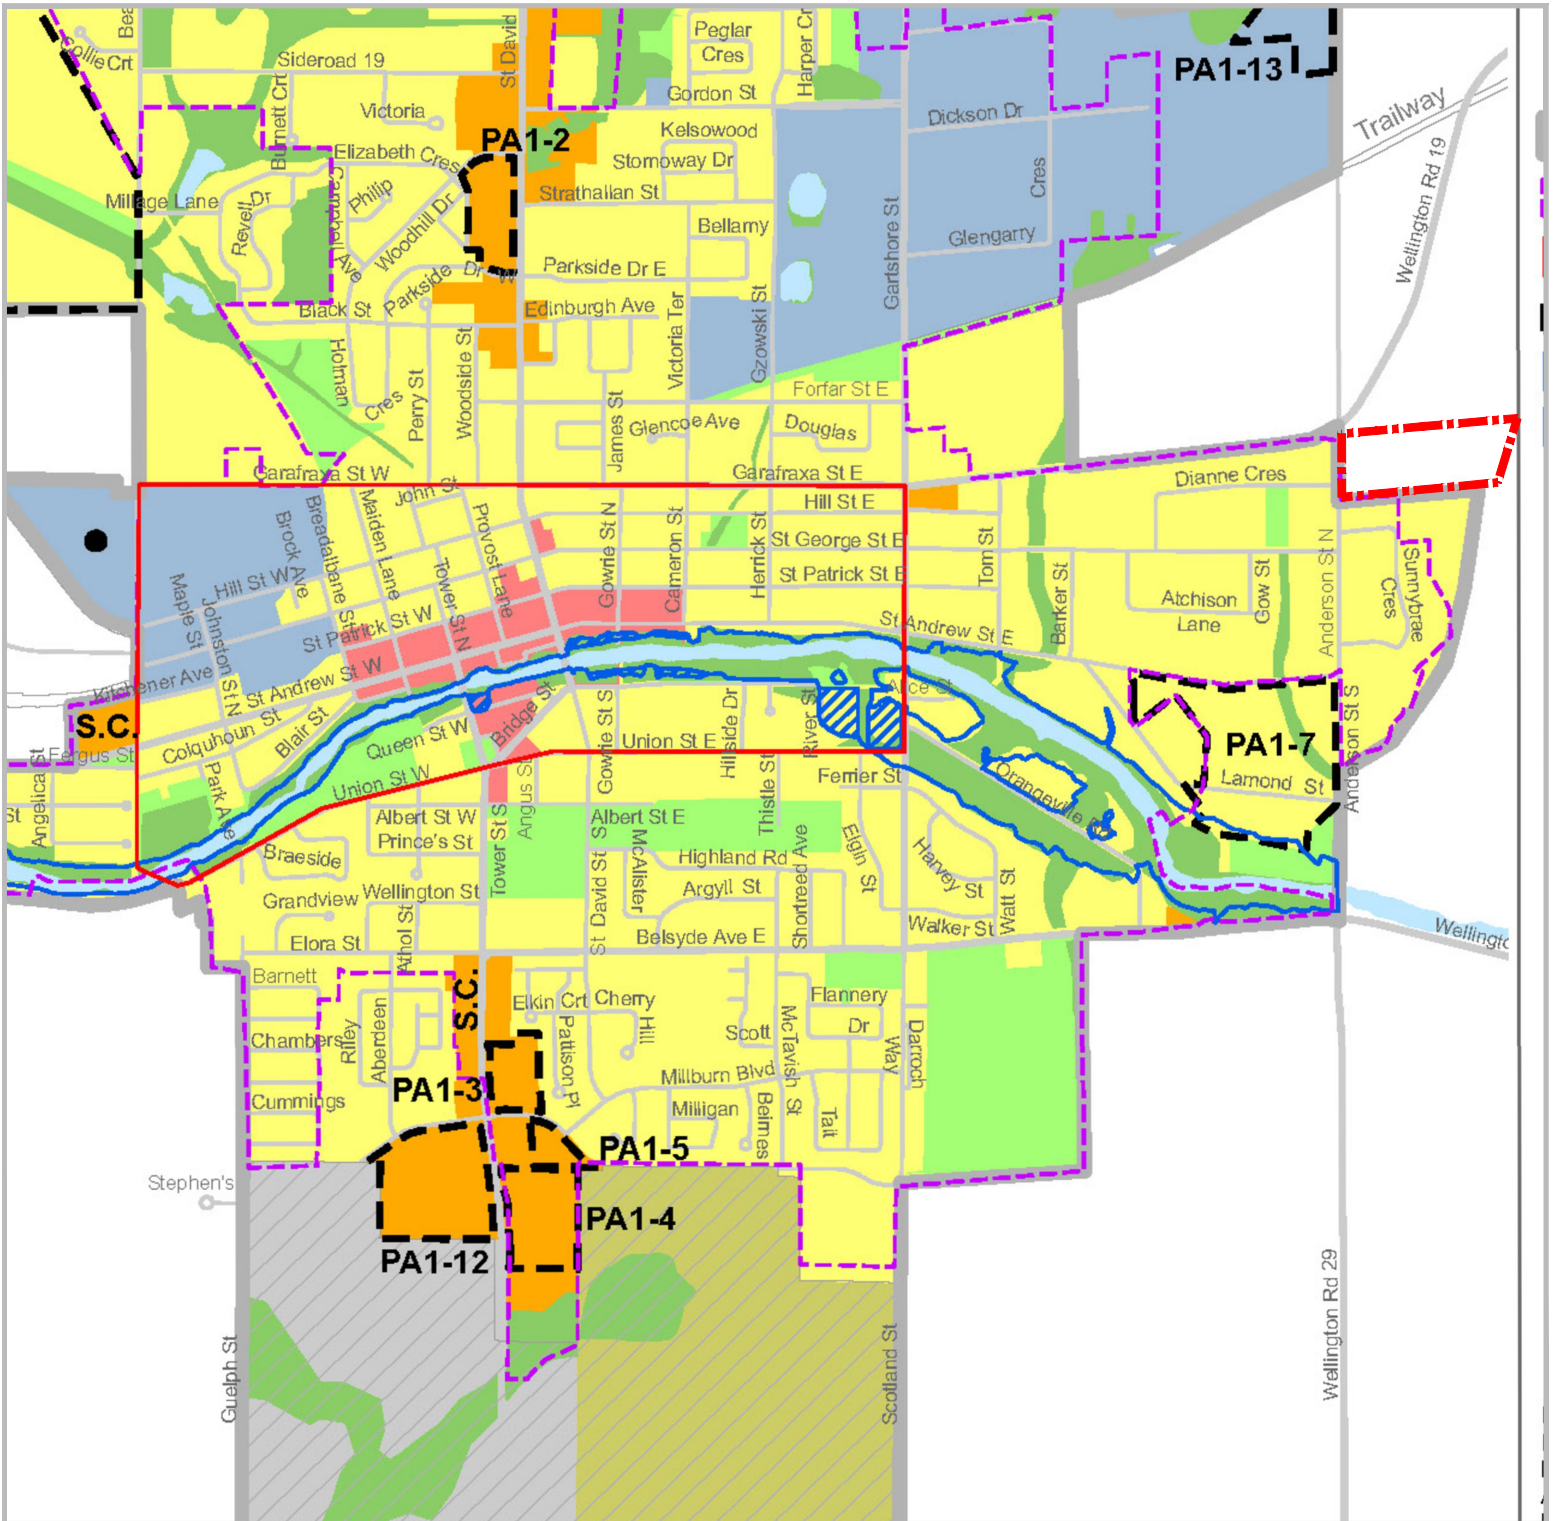 Bea
Collie Crt
Sideroad 19
St David
Peglar
Cres
Harper Cr
PA1-13
Burnett Crt
Victoria
Gordon St
Dickson Dr
Trailway
PA1-2
Kelsowood
Elizabeth Cres
Stornoway Dr
Wellington Rd 19
Millage Lane
Revell Dr
Campbell Ave
Philip
Woodhill Dr
Strathallan St
Cres
Bellamy
Glengarry
Gartshore St
Parkside Dr W
Parkside Dr E
Black St
Edinburgh Ave
Victoria Ter
Gzowski St
Holman
Cres
Perry St
Woodside St
James St
Forfar St E
Glencoe Ave
Douglas
Garafraxa St W
Garafraxa St E
Dianne Cres
John St
Hill St E
Breadalbane St
Maiden Lane
Provost Lane
Brock Ave
Gowrie St N
Cameron St
Herrick St
St George St E
Tom St
Hill St W
Tower St N
St Patrick St E
Maple St
Johnston St N
St Patrick St W
Barker St
Atchison
Lane
Gow St
Anderson St N
Sunnybrae
Cres
St Andrew St E
Kitchener Ave
St Andrew St W
S.C.
Fergus St
Colquhoun St
Blair St
Queen St W
Bridge St
Gowrie St S
Union St E
Hillside Dr
River St
Alice St
PA1-7
Lamond St
Anderson St S
St
Angelica St
Park Ave
Union St W
Angus St
Thistle St
Ferrier St
Orangeville Rd
Albert St W
Prince's St
Tower St S
Albert St E
Braeside
McAlister
Highland Rd
Shortreed Ave
Elgin St
Harvey St
Watt St
Grandview
Wellington St
Argyll St
Athol St
St David St S
Walker St
Elora St
Belsyde Ave E
Wellingto
Barnett
S.C.
Elkin Crt
Cherry
Hill
Flannery
Dr
Riley
Aberdeen
Chambers
Pattison Pl
Scott
McTavish St
Way
Darroch
PA1-3
Cummings
Millburn Blvd
Milligan
Beirnes
Tait
PA1-5
Stephen's
PA1-4
PA1-12
Guelph St
Scotland St
Wellington Rd 29